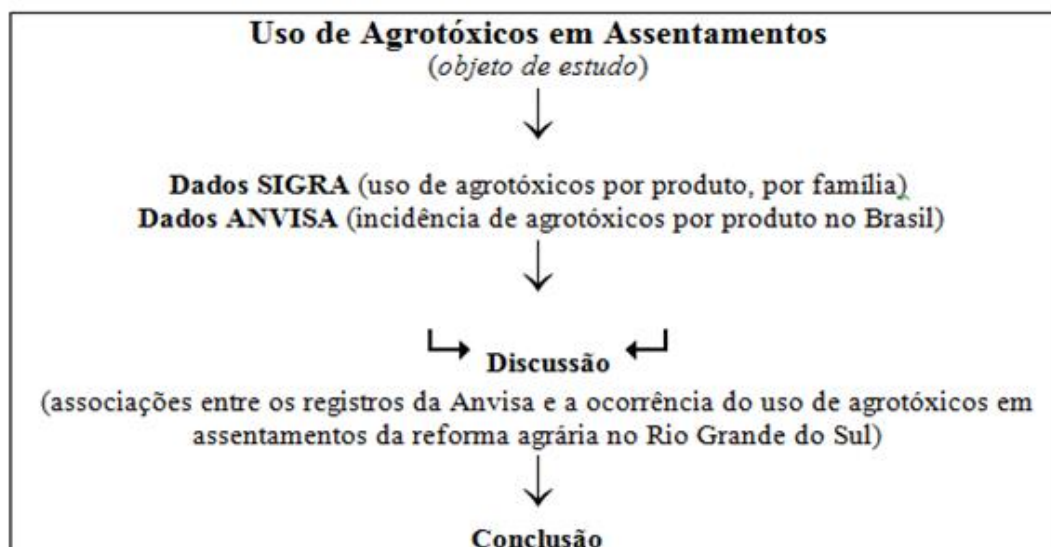 Uso de Agrotóxicos em Assentamentos
(objeto de estudo)
Dados SIGRA (uso de agrotóxicos por produto, por família)
Dados ANVISA (incidência de agrotóxicos por produto no Brasil)
Discussão
(associações entre os registros da Anvisa e a ocorrência do uso de agrotóxicos em
assentamentos da reforma agrária no Rio Grande do Sul)
Conclusão